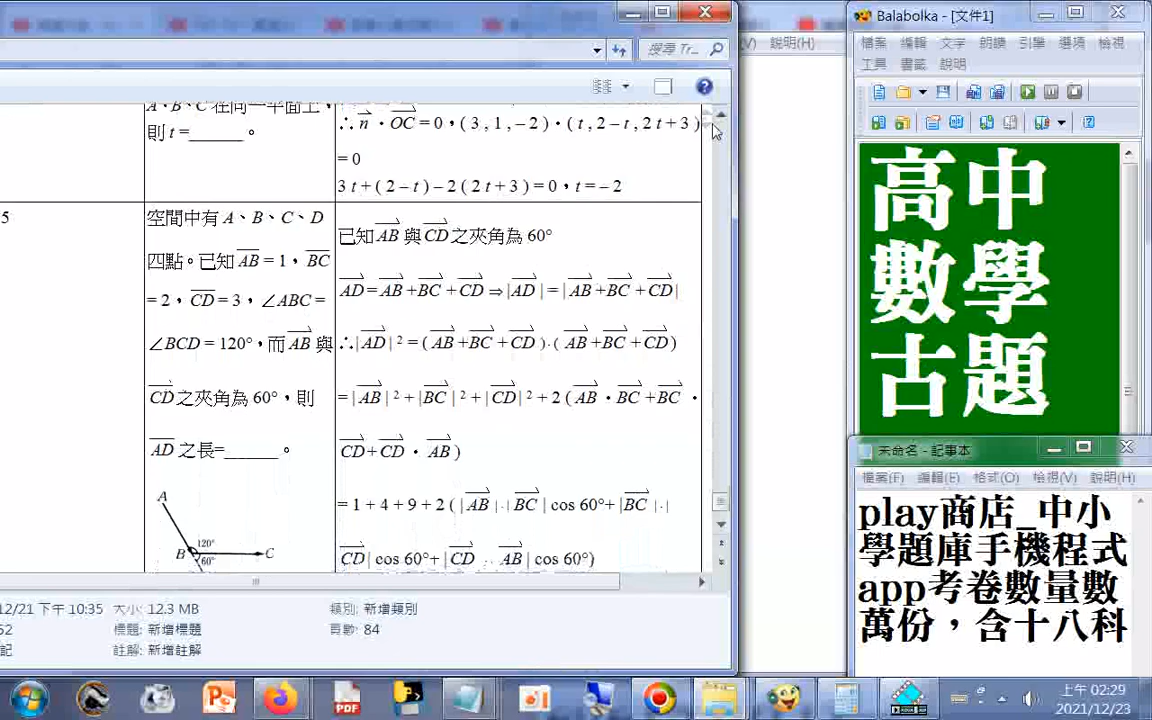 Balabolka - [文件1]
檔案 編輯 文字 朗讀 引擎 選項 檢視
工具 書籤 說明
(V) 說明(H)
搜尋 Tr...
A、B、C 在同一平面上，
則 t=______。
∴ n · OC = 0，( 3 , 1 , − 2 ) · ( t , 2 − t , 2 t + 3 )
= 0
3 t + ( 2 − t ) − 2 ( 2 t + 3 ) = 0，t = − 2
5
空間中有 A、B、C、D
四點。已知 AB = 1，BC
= 2，CD = 3，∠ABC =
∠BCD = 120°，而 AB 與
CD 之夾角為 60°，則
AD 之長=______。
A
120°
B
C
60°
已知 AB 與 CD 之夾角為 60°
AD = AB + BC + CD ⇒ |AD| = |AB + BC + CD|
∴ |AD| ² = ( AB + BC + CD ) · ( AB + BC + CD )
= |AB| ² + |BC| ² + |CD| ² + 2 ( AB · BC + BC ·
CD + CD · AB )
= 1 + 4 + 9 + 2 ( |AB| · |BC| cos 60° + |BC| · |
CD| cos 60° + |CD · AB| cos 60°)
高中
數學
古題
未命名 - 記事本
檔案(F) 編輯(E) 格式(O) 檢視(V) 說明(H)
play商店_中小
學題庫手機程式
app考卷數量數
萬份，含十八科
12/21 下午 10:35 大小: 12.3 MB 類別: 新增類別
52 標題: 新增標題 頁數: 84
記 註解: 新增註解
PDF
上午 02:29
2021/12/23